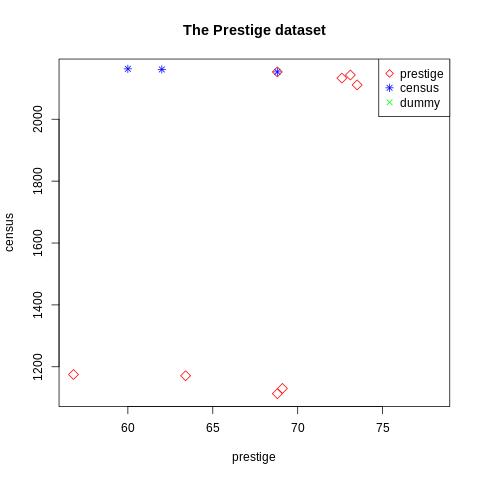 The Prestige dataset
prestige
census
dummy
2000
1800
1600
1400
1200
census
60 65 70 75
prestige